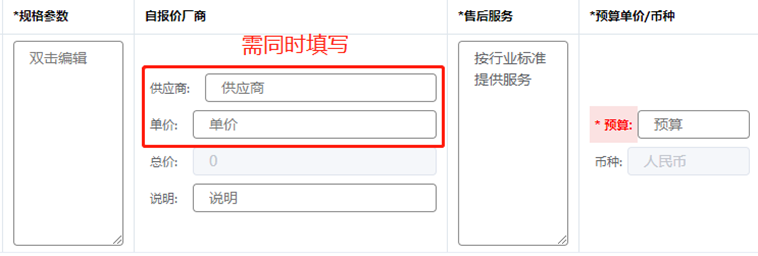 *规格参数
自报价厂商
*售后服务
*预算单价/币种
需同时填写
双击编辑
供应商:
供应商
单价:
单价
总价:
0
说明:
说明
按行业标准
提供服务
* 预算:
预算
币种:
人民币